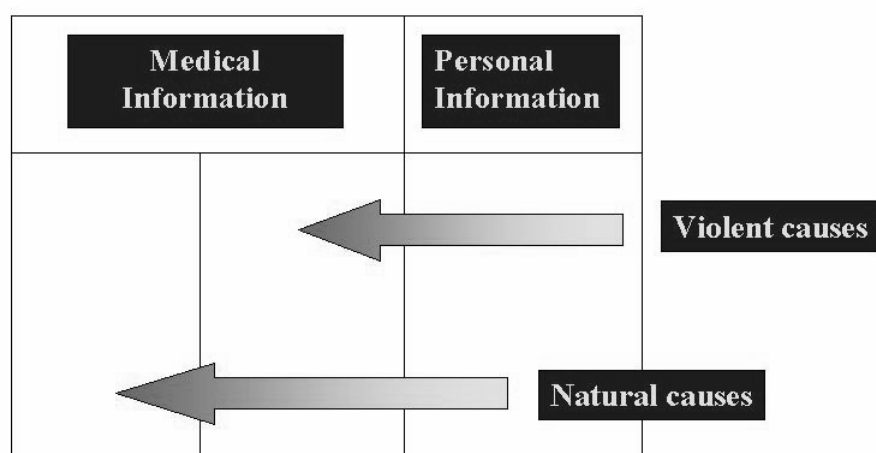 Medical
Information
Personal
Information
Violent causes
Natural causes